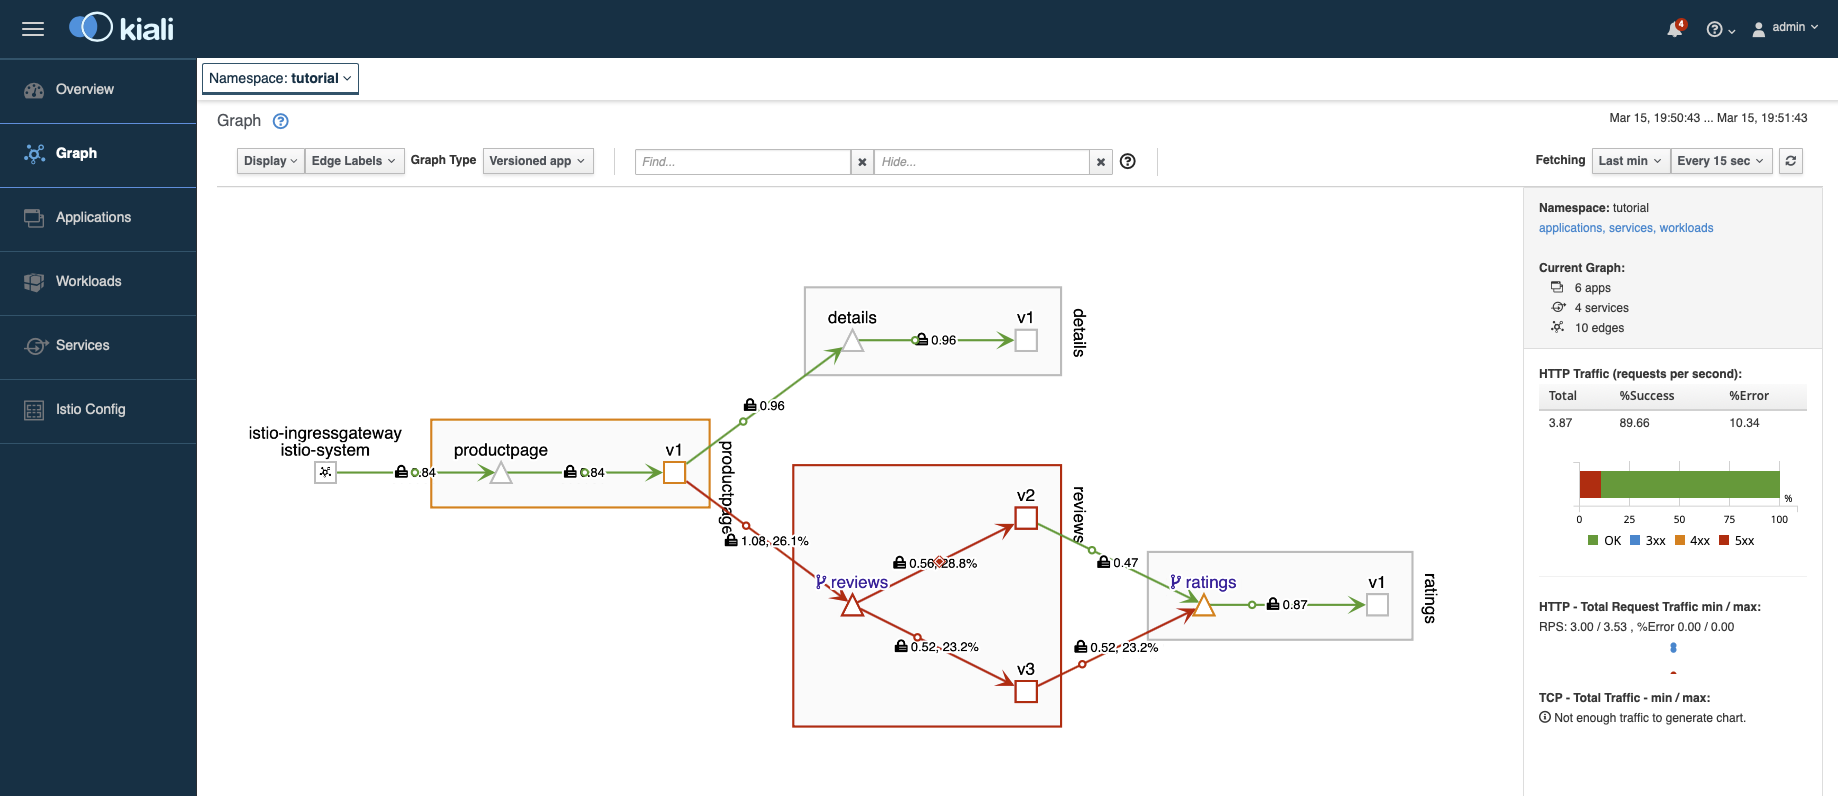 kiali
4
admin
Overview
Graph
Applications
Workloads
Services
Istio Config
Namespace: tutorial
Graph
Mar 15, 19:50:43 ... Mar 15, 19:51:43
Display
Edge Labels
Graph Type
Versioned app
Find...
Hide...
Fetching
Last min
Every 15 sec
details
v1
details
0.96
0.96
istio-ingressgateway
istio-system
productpage
v1
productpage
0.84
0.84
1.08, 26.1%
v2
reviews
reviews
0.56, 28.8%
0.52, 23.2%
v3
0.47
0.52, 23.2%
ratings
v1
ratings
0.87
Namespace: tutorial
applications, services, workloads
Current Graph:
6 apps
4 services
10 edges
HTTP Traffic (requests per second):
Total %Success %Error
3.87 89.66 10.34
%
0 25 50 75 100
OK 3xx 4xx 5xx
HTTP - Total Request Traffic min / max:
RPS: 3.00 / 3.53 , %Error 0.00 / 0.00
TCP - Total Traffic - min / max:
Not enough traffic to generate chart.